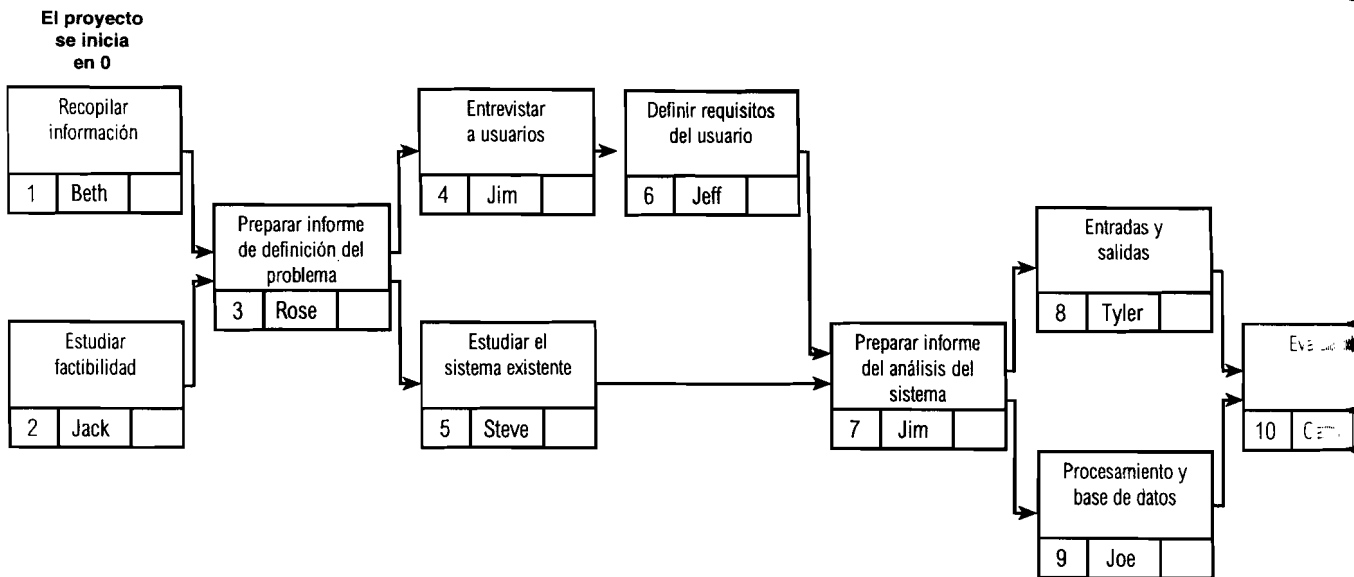 El proyecto
se inicia
en 0
Recopilar
información
1 Beth
Estudiar
factibilidad
2 Jack
Preparar informe
de definición del
problema
3 Rose
Entrevistar
a usuarios
4 Jim
Estudiar el
sistema existente
5 Steve
Definir requisitos
del usuario
6 Jeff
Preparar informe
del análisis del
sistema
7 Jim
Entradas y
salidas
8 Tyler
Procesamiento y
base de datos
9 Joe
10